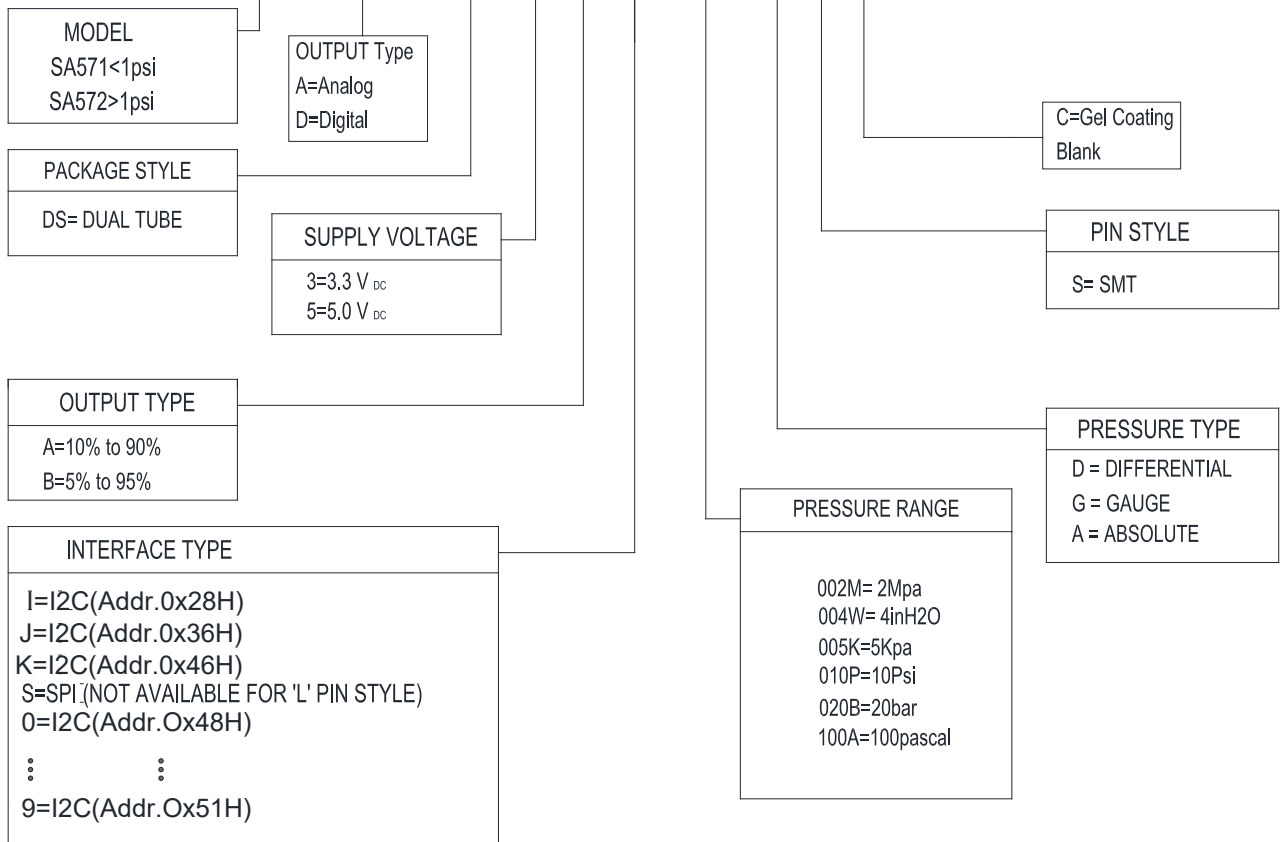 MODEL
SA571<1psi
SA572>1psi
OUTPUT Type
A=Analog
D=Digital
C=Gel Coating
Blank
PACKAGE STYLE
DS= DUAL TUBE
SUPPLY VOLTAGE
3=3.3 V DC
5=5.0 V DC
PIN STYLE
S= SMT
OUTPUT TYPE
A=10% to 90%
B=5% to 95%
PRESSURE TYPE
D = DIFFERENTIAL
G = GAUGE
A = ABSOLUTE
INTERFACE TYPE
I=I2C(Addr.0x28H)
J=I2C(Addr.0x36H)
K=I2C(Addr.0x46H)
S=SPI (NOT AVAILABLE FOR 'L' PIN STYLE)
0=I2C(Addr.Ox48H)
⋮ ⋮
9=I2C(Addr.Ox51H)
PRESSURE RANGE
002M= 2Mpa
004W= 4inH2O
005K=5Kpa
010P=10Psi
020B=20bar
100A=100pascal